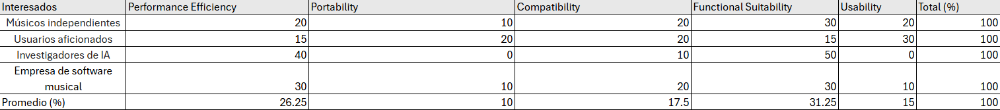 Interesados Performance Efficiency Portability Compatibility Functional Suitability Usability Total (%)
Músicos independientes 20 10 20 30 20 100
Usuarios aficionados 15 20 20 15 30 100
Investigadores de IA 40 0 10 50 0 100
Empresa de software
musical 30 10 20 30 10 100
Promedio (%) 26.25 10 17.5 31.25 15 100